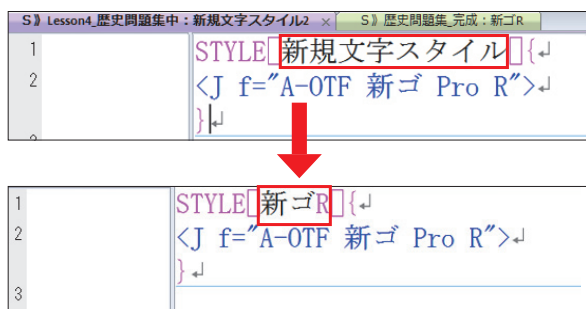 S》Lesson4_歴史問題集中：新規文字スタイル2 × S》歴史問題集_完成：新ゴR
1 STYLE[新規文字スタイル]{↲
2 <J f="A-OTF 新ゴ Pro R">↲
}↲
1 STYLE[新ゴR]{↲
2 <J f="A-OTF 新ゴ Pro R">↲
}↲
3